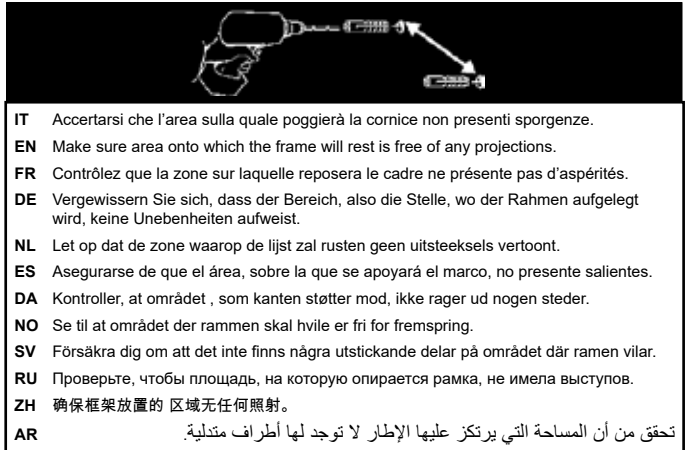 IT Accertarsi che l’area sulla quale poggierà la cornice non presenti sporgenze.
EN Make sure area onto which the frame will rest is free of any projections.
FR Contrôlez que la zone sur laquelle reposera le cadre ne présente pas d’aspérités.
DE Vergewissern Sie sich, dass der Bereich, also die Stelle, wo der Rahmen aufgelegt
wird, keine Unebenheiten aufweist.
NL Let op dat de zone waarop de lijst zal rusten geen uitsteeksels vertoont.
ES Asegurarse de que el área, sobre la que se apoyará el marco, no presente salientes.
DA Kontroller, at området , som kanten støtter mod, ikke rager ud nogen steder.
NO Se til at området der rammen skal hvile er fri for fremspring.
SV Försäkra dig om att det inte finns några utstickande delar på området där ramen vilar.
RU Проверьте, чтобы площадь, на которую опирается рамка, не имела выступов.
ZH 确保框架放置的 区域无任何照射。
AR تحقق من أن المساحة التي يرتكز عليها الإطار لا توجد لها أطراف متدلية.